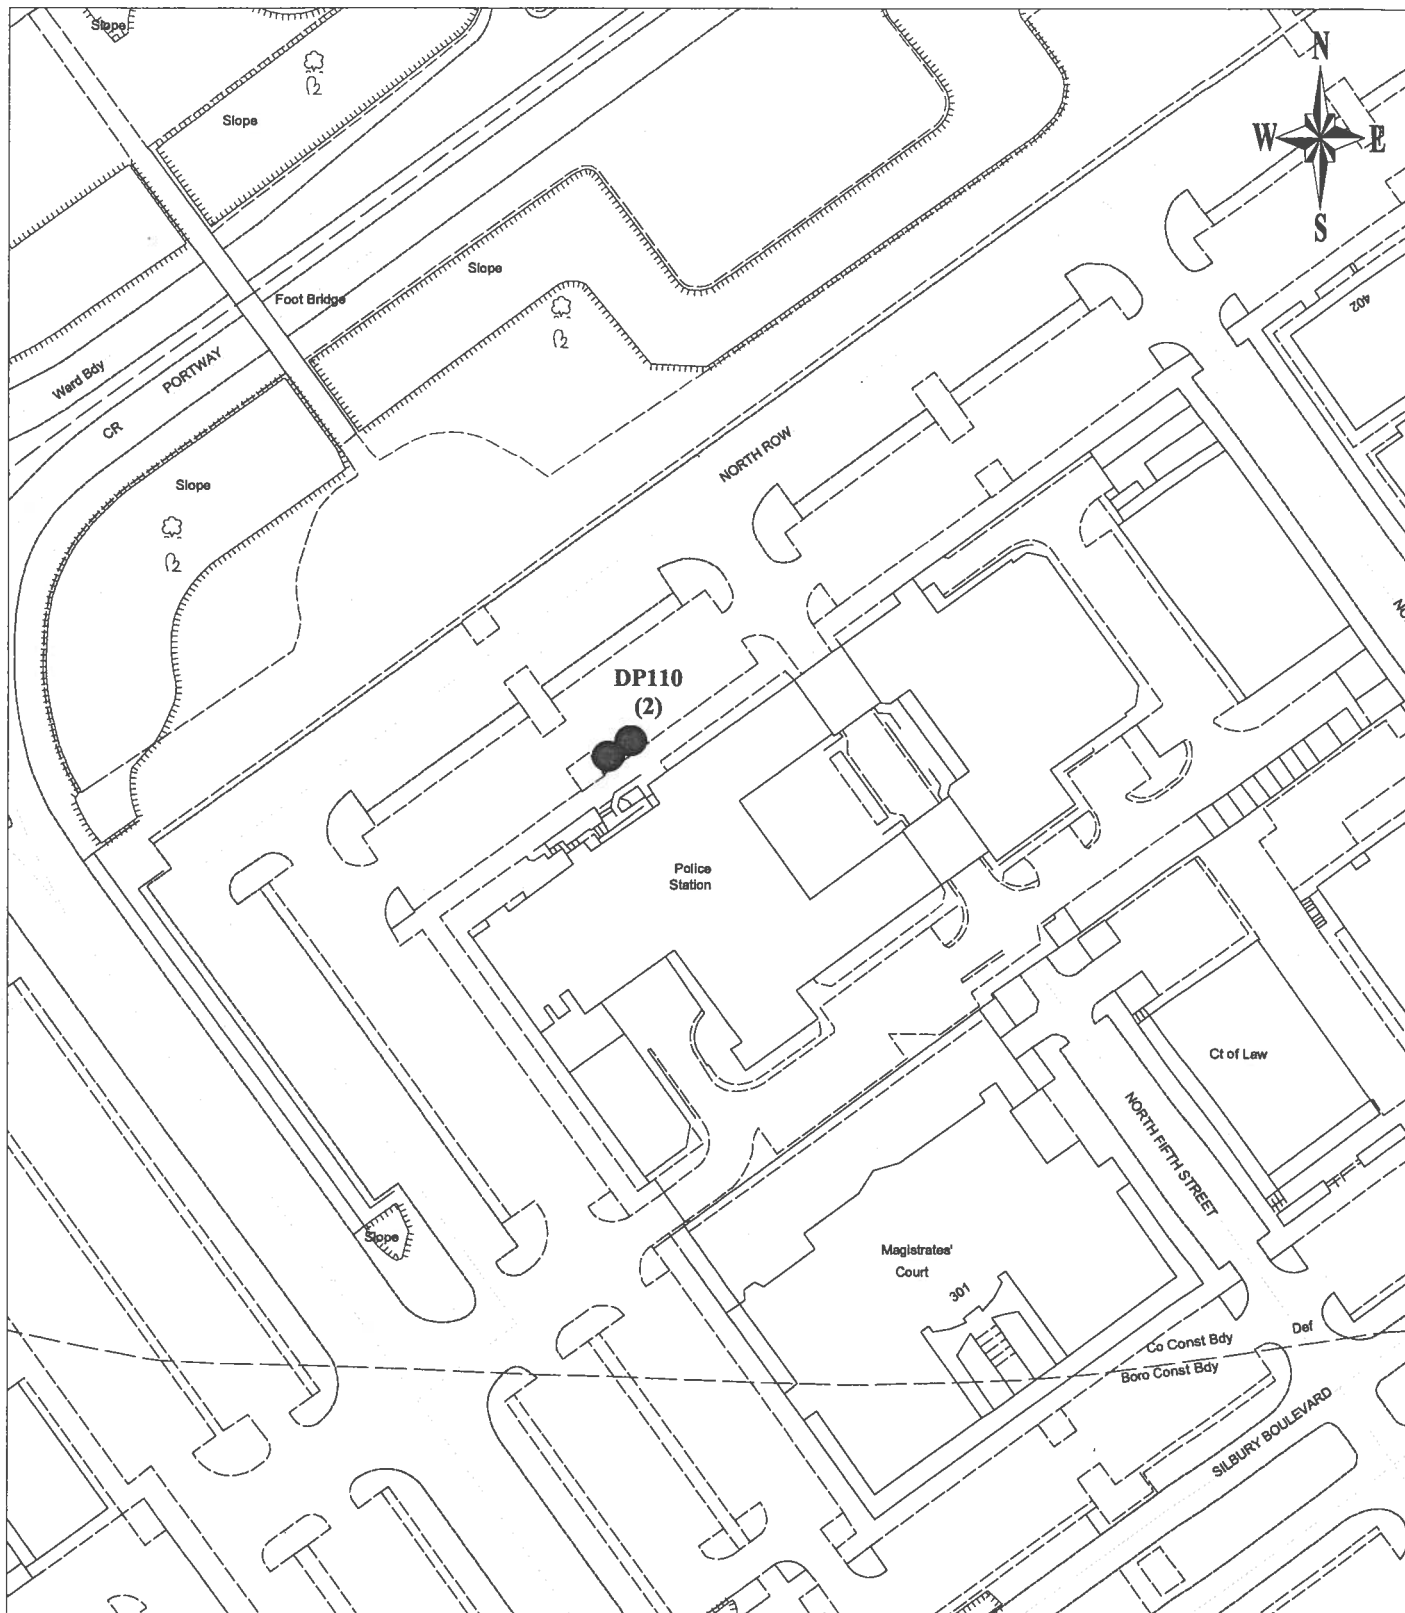 Slope
N
Slope
W
E
S
Slope
Foot Bridge
402
Ward Bdy
PORTWAY
CR
NORTH ROW
Slope
DP110
(2)
Police
Station
Ct of Law
NORTH FIFTH STREET
Slope
Magistrates'
Court
301
Def
Co Const Bdy
Boro Const Bdy
SILBURY BOULEVARD